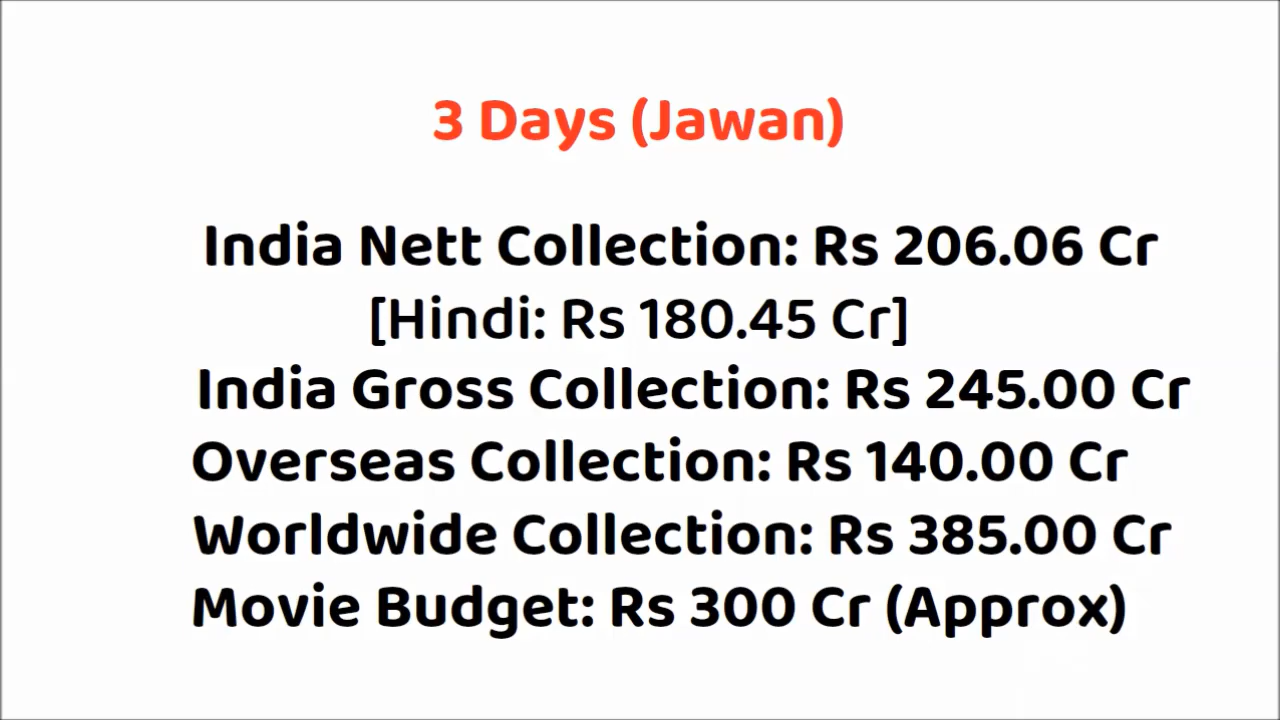 3 Days (Jawan)
India Nett Collection: Rs 206.06 Cr
[Hindi: Rs 180.45 Cr]
India Gross Collection: Rs 245.00 Cr
Overseas Collection: Rs 140.00 Cr
Worldwide Collection: Rs 385.00 Cr
Movie Budget: Rs 300 Cr (Approx)